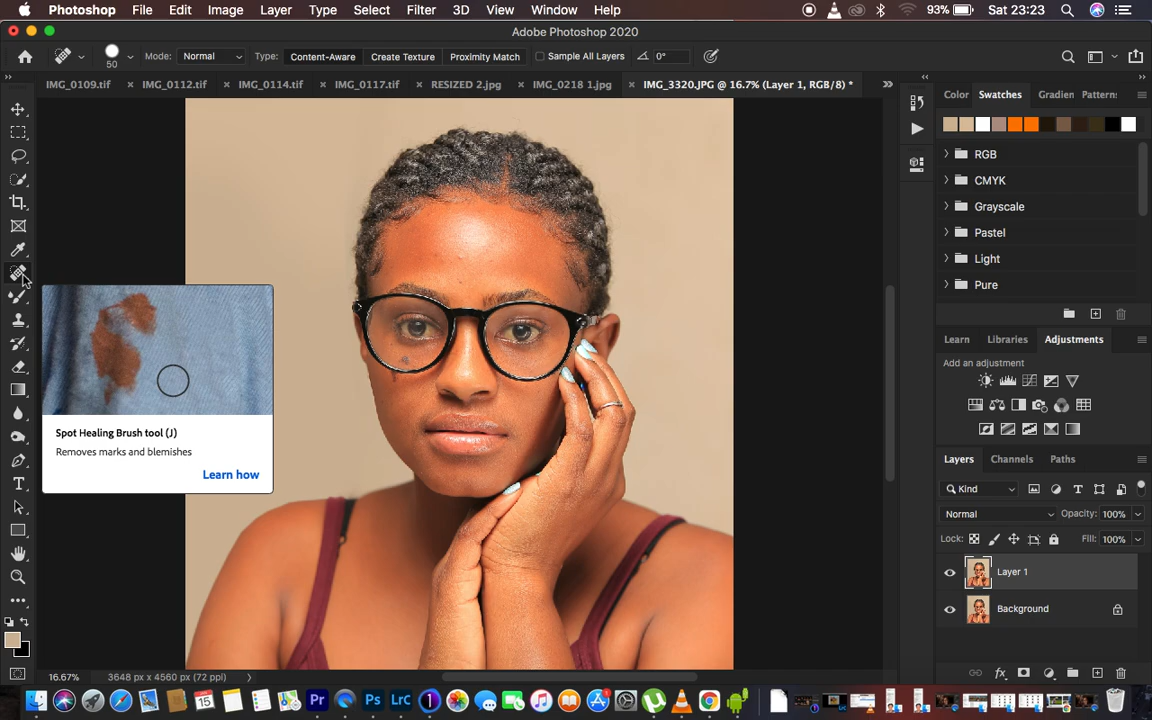 Photoshop File Edit Image Layer Type Select Filter 3D View Window Help 93% Sat 23:23
Adobe Photoshop 2020
50 Mode: Normal Type: Content-Aware Create Texture Proximity Match Sample All Layers 0°
IMG_0109.tif × IMG_0112.tif × IMG_0114.tif × IMG_0117.tif × RESIZED 2.jpg × IMG_0218 1.jpg × IMG_3320.JPG @ 16.7% (Layer 1, RGB/8) *
Color Swatches Gradien Pattern:
RGB
CMYK
Grayscale
Pastel
Light
Pure
Learn Libraries Adjustments
Add an adjustment
Spot Healing Brush tool (J)
Removes marks and blemishes
Learn how
Layers Channels Paths
Kind
Normal Opacity: 100%
Lock: Fill: 100%
Layer 1
Background
16.67% 3648 px x 4560 px (72 ppi)
15 Pr Ps LrC 1